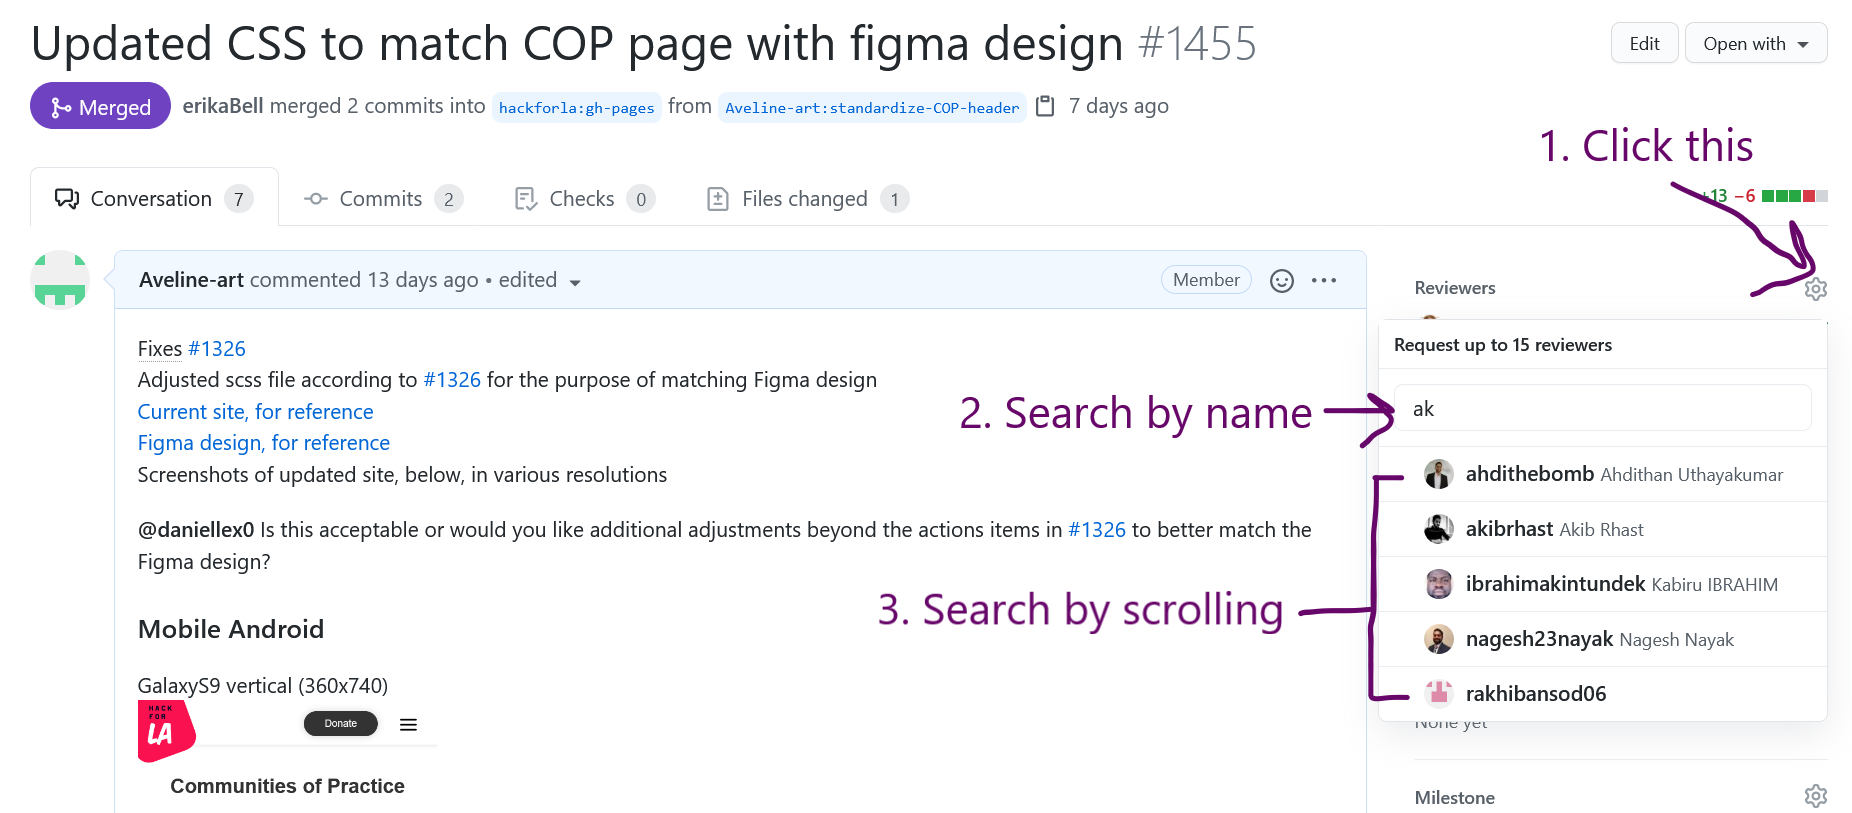 Updated CSS to match COP page with figma design #1455
Edit
Open with
Merged
erikaBell merged 2 commits into hackforla:gh-pages from Aveline-art:standardize-COP-header 7 days ago
1. Click this
Conversation 7
Commits 2
Checks 0
Files changed 1
+13 −6
Aveline-art commented 13 days ago • edited
Member
Reviewers
Fixes #1326
Request up to 15 reviewers
Adjusted scss file according to #1326 for the purpose of matching Figma design
Current site, for reference
2. Search by name
ak
Figma design, for reference
Screenshots of updated site, below, in various resolutions
ahdithebomb Ahdithan Uthayakumar
@daniellex0 Is this acceptable or would you like additional adjustments beyond the actions items in #1326 to better match the
Figma design?
akibrhast Akib Rhast
ibrahimakintundek Kabiru IBRAHIM
3. Search by scrolling
Mobile Android
nagesh23nayak Nagesh Nayak
GalaxyS9 vertical (360x740)
rakhibansod06
HACK
FOR
LA
Donate
None yet
Communities of Practice
Milestone